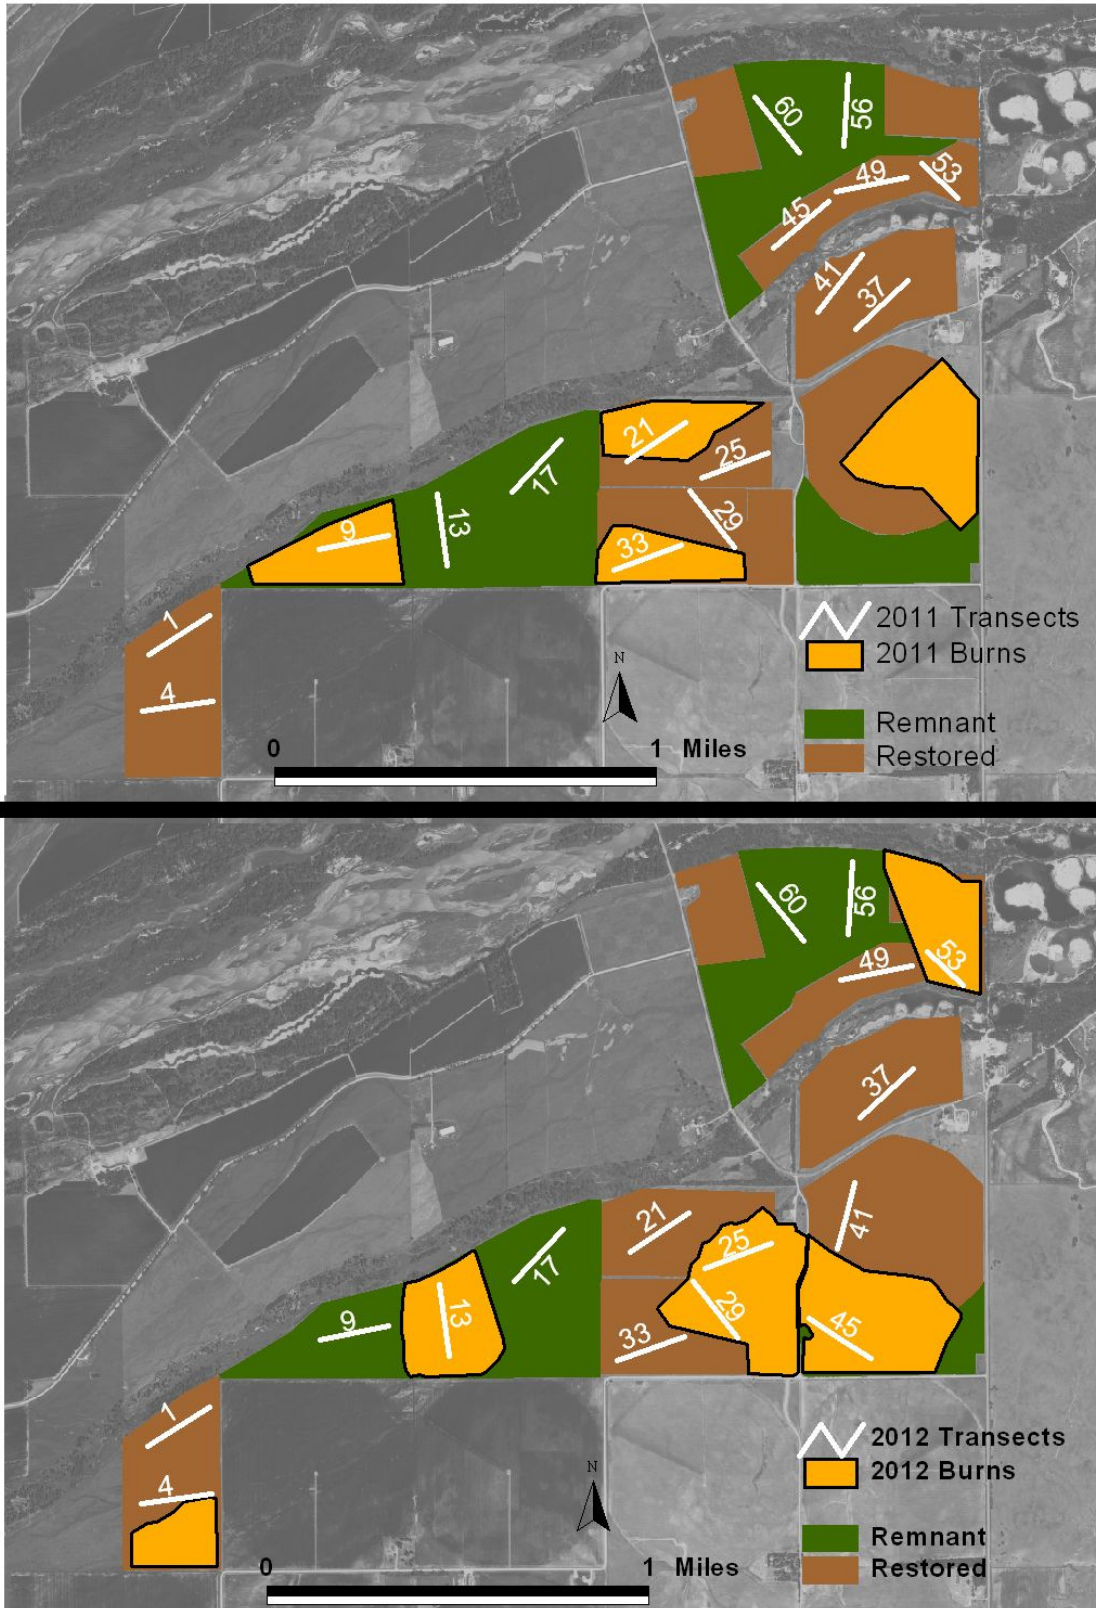 60
56
49
53
45
41
37
21
25
17
13
9
29
33
1
4
2011 Transects
2011 Burns
N
Remnant
Restored
0 1 Miles
60
56
49
53
37
41
21
25
17
13
9
29
33
45
1
4
2012 Transects
2012 Burns
N
Remnant
Restored
0 1 Miles